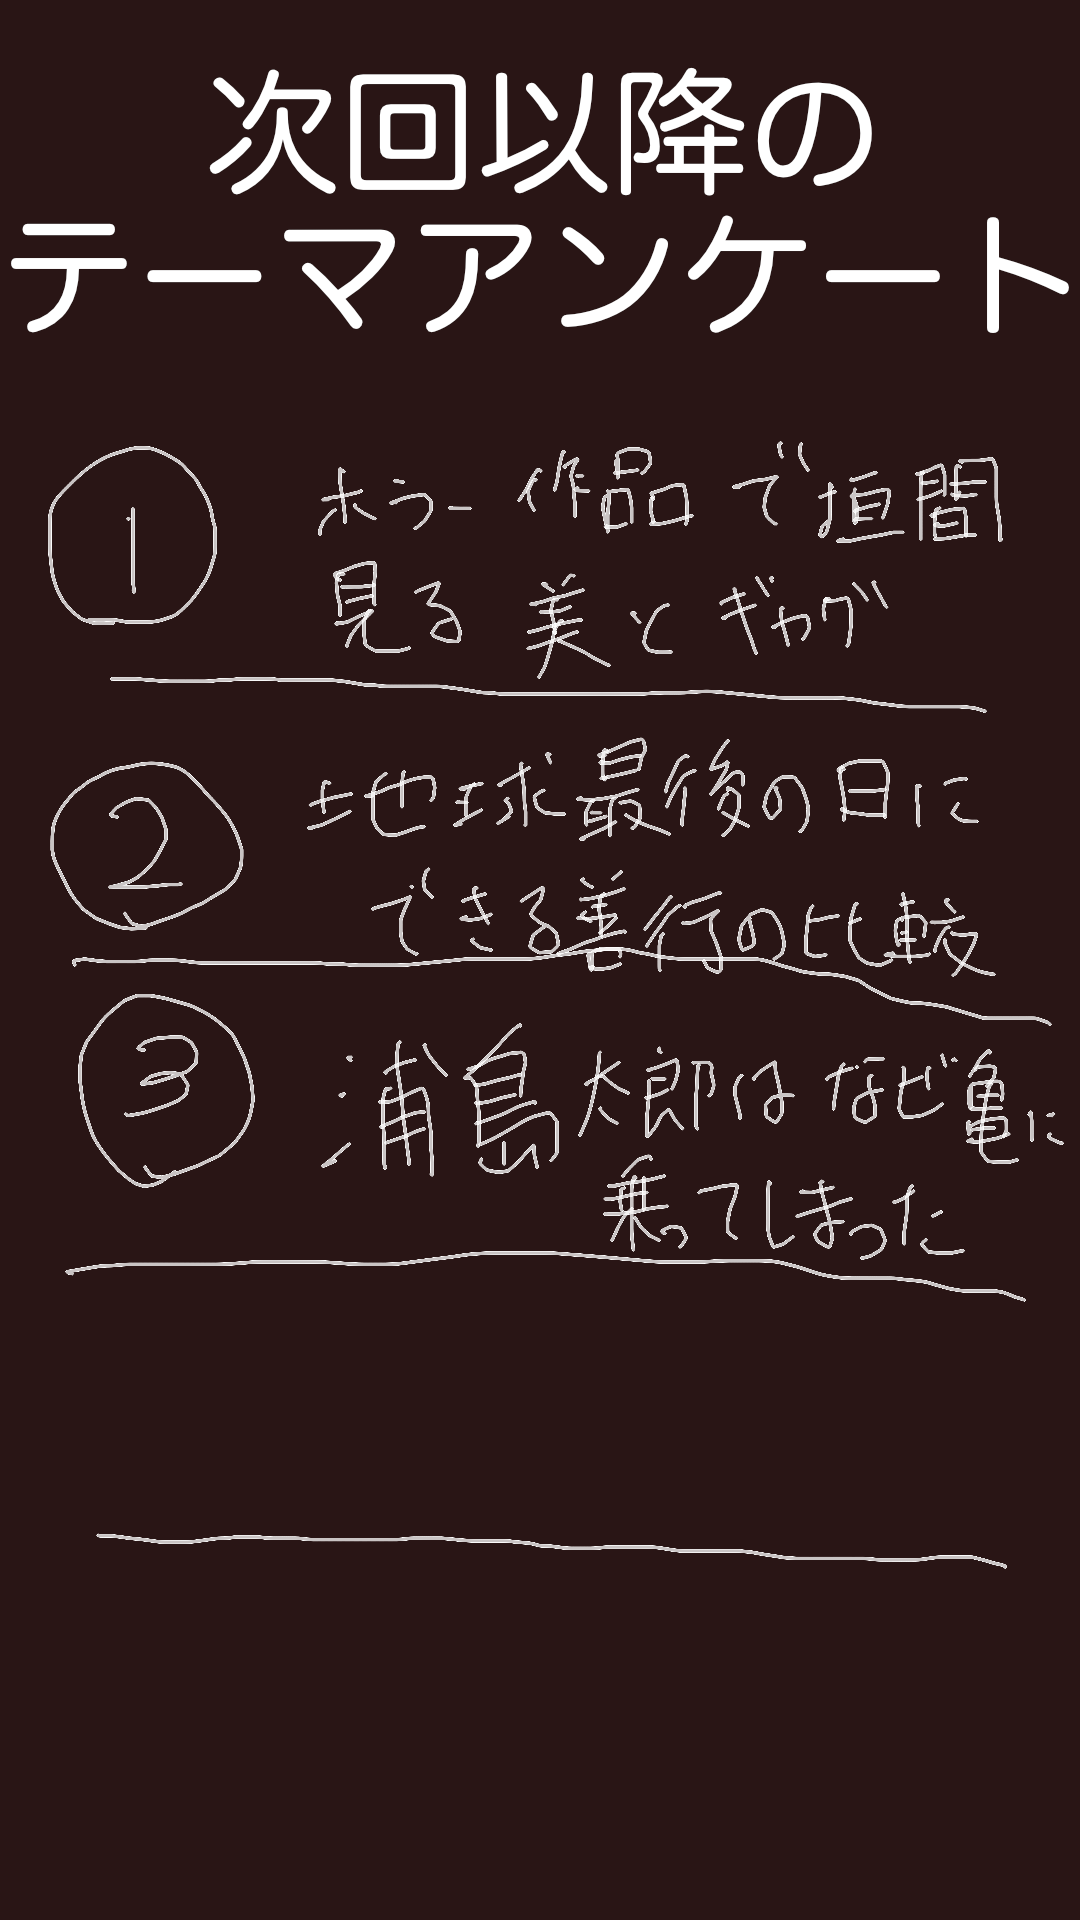 次回以降の
テーマアンケート
① ホラー作品で垣間
見る美とギャグ
② 地球最後の日に
できる善行の比較
③ 浦島太郎はなぜ亀に
乗ってしまった